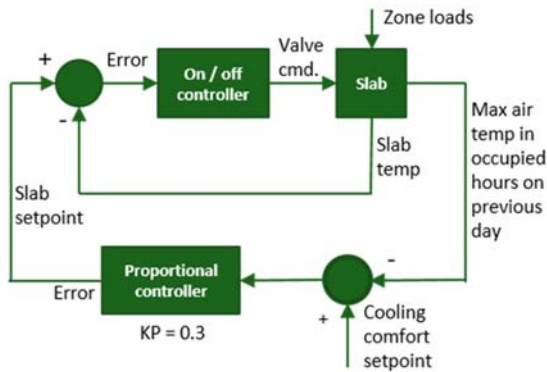 Zone loads
+
Error
On / off
controller
Valve
cmd.
Slab
-
Slab
temp
Max air
temp in
occupied
hours on
previous
day
Slab
setpoint
Error
Proportional
controller
KP = 0.3
-
+
Cooling
comfort
setpoint